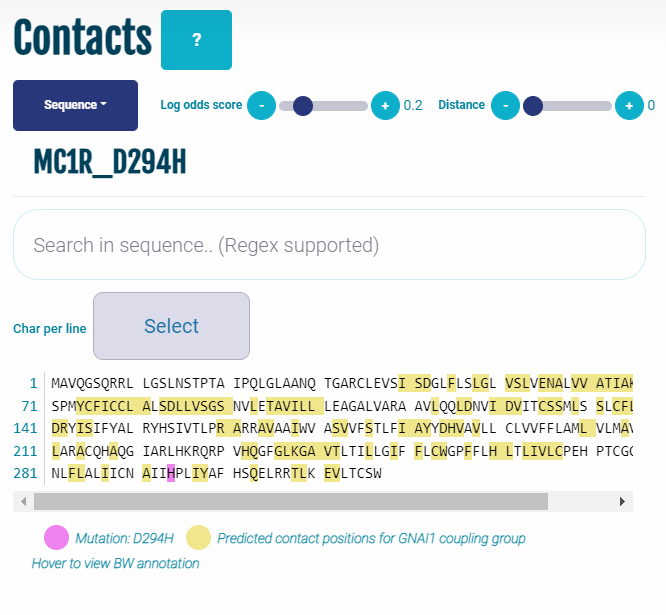 Contacts ?
Sequence Log odds score - + 0.2 Distance - + 0
MC1R_D294H
Search in sequence.. (Regex supported)
Char per line Select
1 MAVQGSQRRL LGSLNSTPTA IPQLGLAANQ TGARCLEVSI SDGLFLSLGL VSLVENALVV ATIAK
71 SPMYCFICCL ALSDLLVSGS NVLETAVILL LEAGALVARA AVLQQLDNVI DVITCSSMLS SLCFL
141 DRYISIFYAL RYHSIVTLPR ARRAVAAIWV ASVVFSTLFI AYYDHVAVLL CLVVFFLAML VLMAV
211 LARACQHAQG IARLHKRQRP VHQGFGLKGA VTLTILLGIF FLCWGPFFLH LTLIVLCPEH PTCGC
281 NLFLALIICN AIIHPLIYAF HSQELRRTLK EVLTCSW
Mutation: D294H Predicted contact positions for GNAI1 coupling group
Hover to view BW annotation